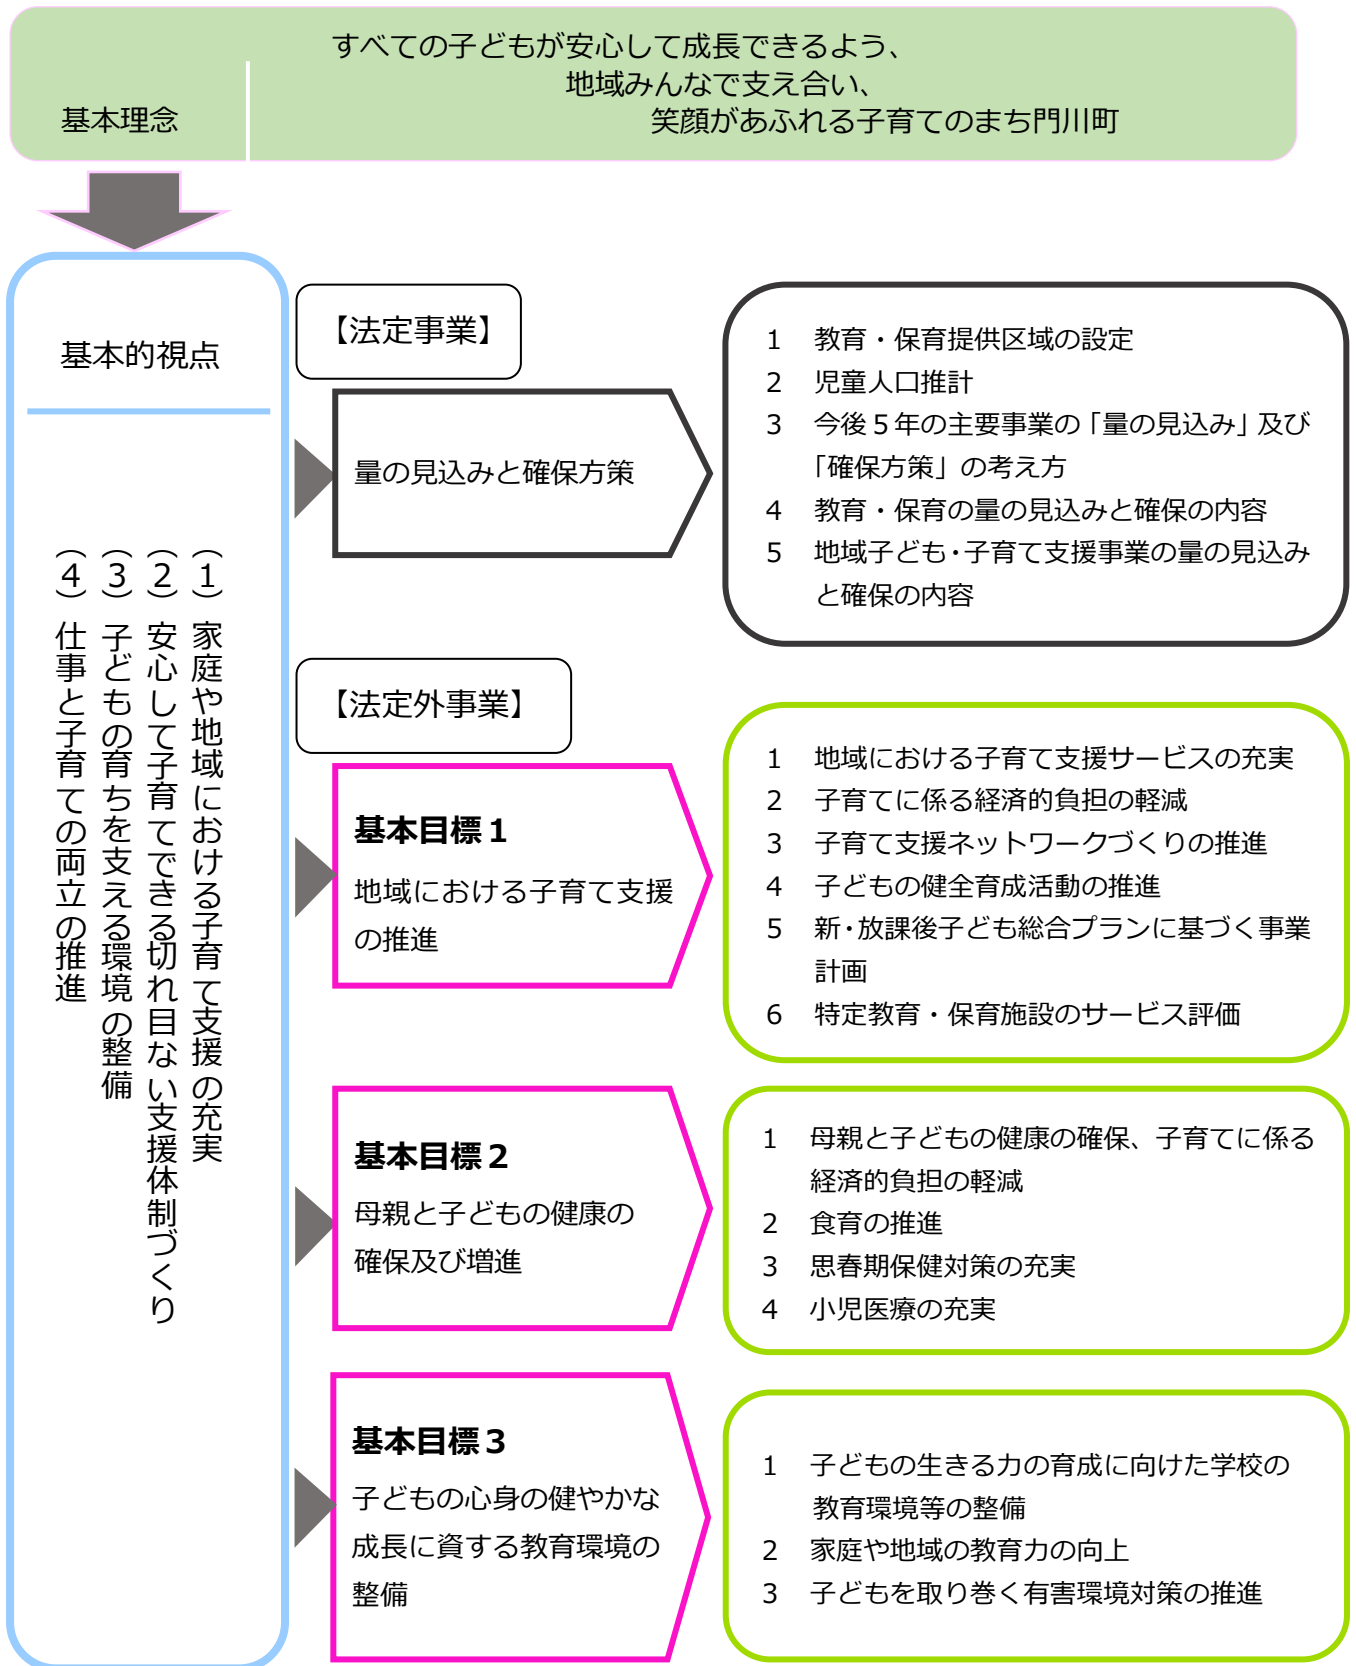 すべての子どもが安心して成長できるよう、
地域みんなで支え合い、
基本理念
笑顔があふれる子育てのまち門川町
基本的視点
（１）家庭や地域における子育て支援の充実
（２）安心して子育てできる切れ目ない支援体制づくり
（３）子どもの育ちを支える環境の整備
（４）仕事と子育ての両立の推進
【法定事業】
量の見込みと確保方策
1　教育・保育提供区域の設定
2　児童人口推計
3　今後５年の主要事業の「量の見込み」及び
「確保方策」の考え方
4　教育・保育の量の見込みと確保の内容
5　地域子ども・子育て支援事業の量の見込み
と確保の内容
【法定外事業】
基本目標１
地域における子育て支援
の推進
1　地域における子育て支援サービスの充実
2　子育てに係る経済的負担の軽減
3　子育て支援ネットワークづくりの推進
4　子どもの健全育成活動の推進
5　新・放課後子ども総合プランに基づく事業
計画
6　特定教育・保育施設のサービス評価
基本目標２
母親と子どもの健康の
確保及び増進
1　母親と子どもの健康の確保、子育てに係る
経済的負担の軽減
2　食育の推進
3　思春期保健対策の充実
4　小児医療の充実
基本目標３
子どもの心身の健やかな
成長に資する教育環境の
整備
1　子どもの生きる力の育成に向けた学校の
教育環境等の整備
2　家庭や地域の教育力の向上
3　子どもを取り巻く有害環境対策の推進